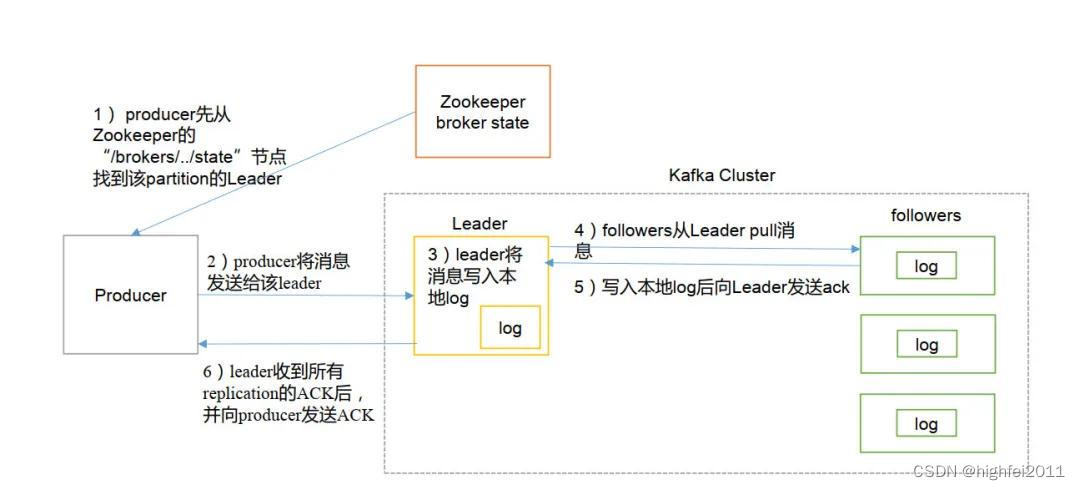 Zookeeper
broker state
1） producer先从
Zookeeper的
“/brokers/../state”节点
找到该partition的Leader
Kafka Cluster
Producer
2）producer将消息
发送给该leader
Leader
3）leader将
消息写入本
地log
log
4）followers从Leader pull消
息
5）写入本地log后向Leader发送ack
followers
log
log
log
6）leader收到所有
replication的ACK后，
并向producer发送ACK
CSDN @highfei2011